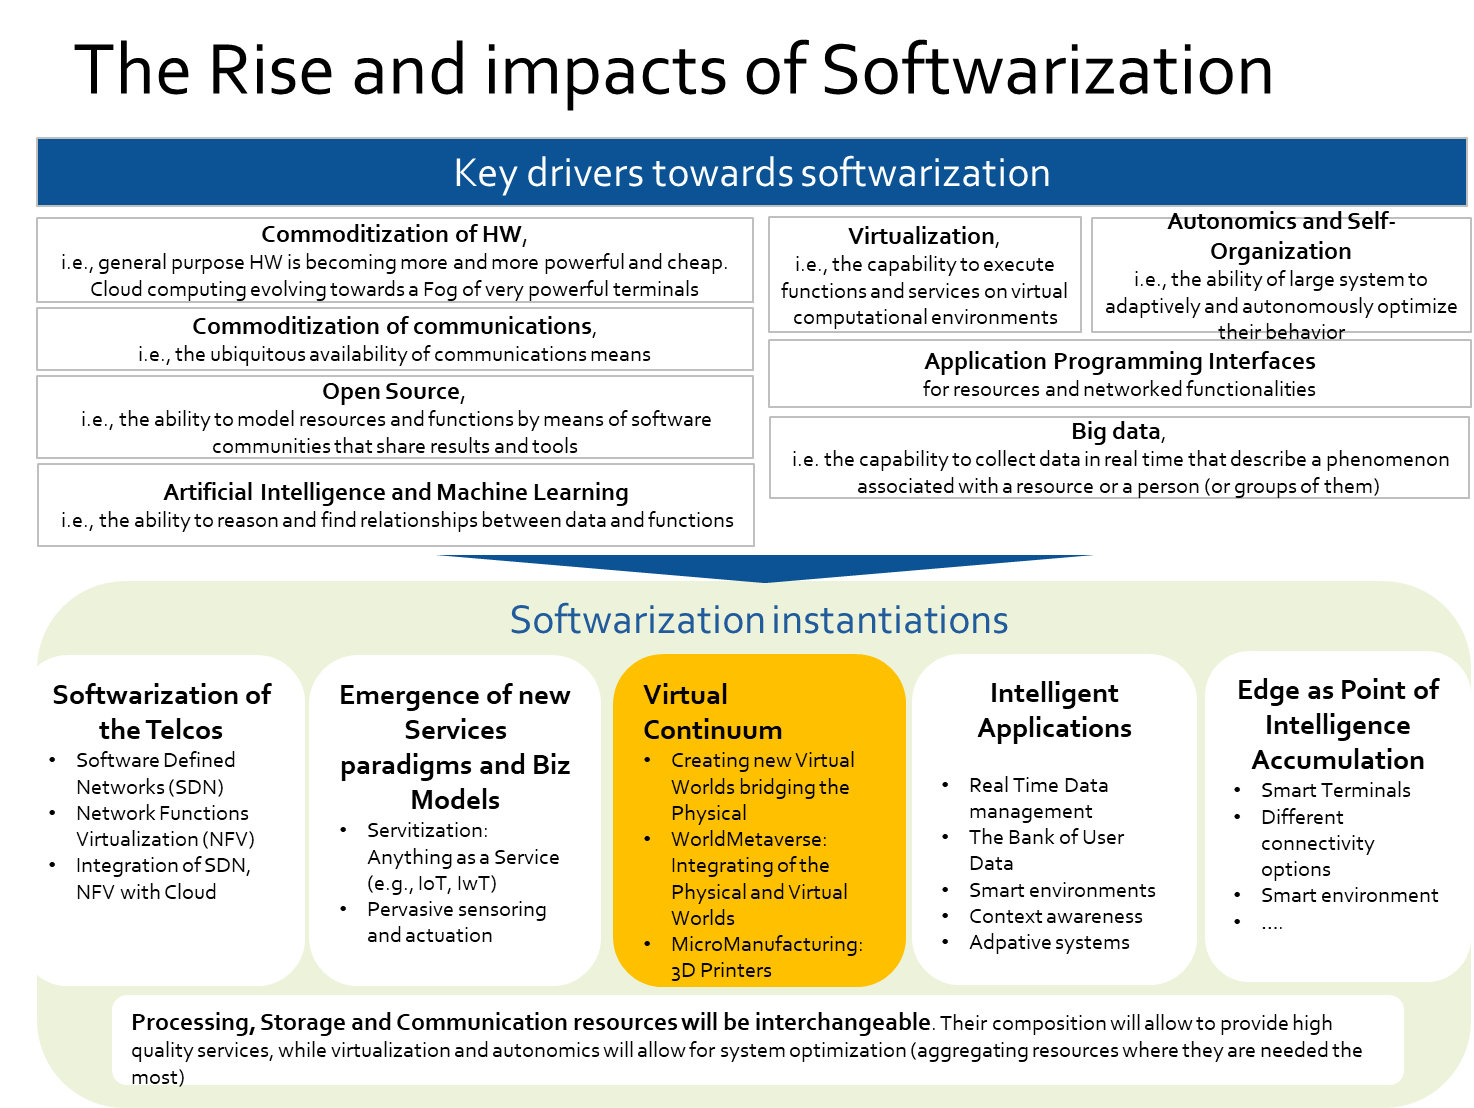 The Rise and impacts of Softwarization
Key drivers towards softwarization
Commoditization of HW,
i.e., general purpose HW is becoming more and more powerful and cheap.
Cloud computing evolving towards a Fog of very powerful terminals
Commoditization of communications,
i.e., the ubiquitous availability of communications means
Open Source,
i.e., the ability to model resources and functions by means of software
communities that share results and tools
Artificial Intelligence and Machine Learning
i.e., the ability to reason and find relationships between data and functions
Virtualization,
i.e., the capability to execute
functions and services on virtual
computational environments
Autonomics and Self-
Organization
i.e., the ability of large system to
adaptively and autonomously optimize
their behavior
Application Programming Interfaces
for resources and networked functionalities
Big data,
i.e. the capability to collect data in real time that describe a phenomenon
associated with a resource or a person (or groups of them)
Softwarization instantiations
Softwarization of
the Telcos
• Software Defined
Networks (SDN)
• Network Functions
Virtualization (NFV)
• Integration of SDN,
NFV with Cloud
Emergence of new
Services
paradigms and Biz
Models
• Servitization:
Anything as a Service
(e.g., IoT, IwT)
• Pervasive sensoring
and actuation
Virtual
Continuum
• Creating new Virtual
Worlds bridging the
Physical
• WorldMetaverse:
Integrating of the
Physical and Virtual
Worlds
• MicroManufacturing:
3D Printers
Intelligent
Applications
• Real Time Data
management
• The Bank of User
Data
• Smart environments
• Context awareness
• Adpative systems
Edge as Point of
Intelligence
Accumulation
• Smart Terminals
• Different
connectivity
options
• Smart environment
• ....
Processing, Storage and Communication resources will be interchangeable. Their composition will allow to provide high
quality services, while virtualization and autonomics will allow for system optimization (aggregating resources where they are needed the
most)